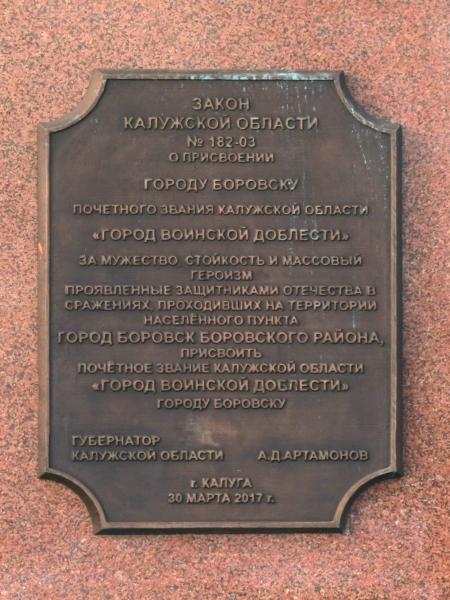 ЗАКОН
КАЛУЖСКОЙ ОБЛАСТИ
№ 182-ОЗ
О ПРИСВОЕНИИ
ГОРОДУ БОРОВСКУ
ПОЧЕТНОГО ЗВАНИЯ КАЛУЖСКОЙ ОБЛАСТИ
«ГОРОД ВОИНСКОЙ ДОБЛЕСТИ»
ЗА МУЖЕСТВО, СТОЙКОСТЬ И МАССОВЫЙ
ГЕРОИЗМ
ПРОЯВЛЕННЫЕ ЗАЩИТНИКАМИ ОТЕЧЕСТВА В
СРАЖЕНИЯХ, ПРОХОДИВШИХ НА ТЕРРИТОРИИ
НАСЕЛЁННОГО ПУНКТА
ГОРОД БОРОВСК БОРОВСКОГО РАЙОНА,
ПРИСВОИТЬ
ПОЧЁТНОЕ ЗВАНИЕ КАЛУЖСКОЙ ОБЛАСТИ
«ГОРОД ВОИНСКОЙ ДОБЛЕСТИ»
ГОРОДУ БОРОВСКУ
ГУБЕРНАТОР
КАЛУЖСКОЙ ОБЛАСТИ А.Д.АРТАМОНОВ
г. КАЛУГА
30 МАРТА 2017 г.